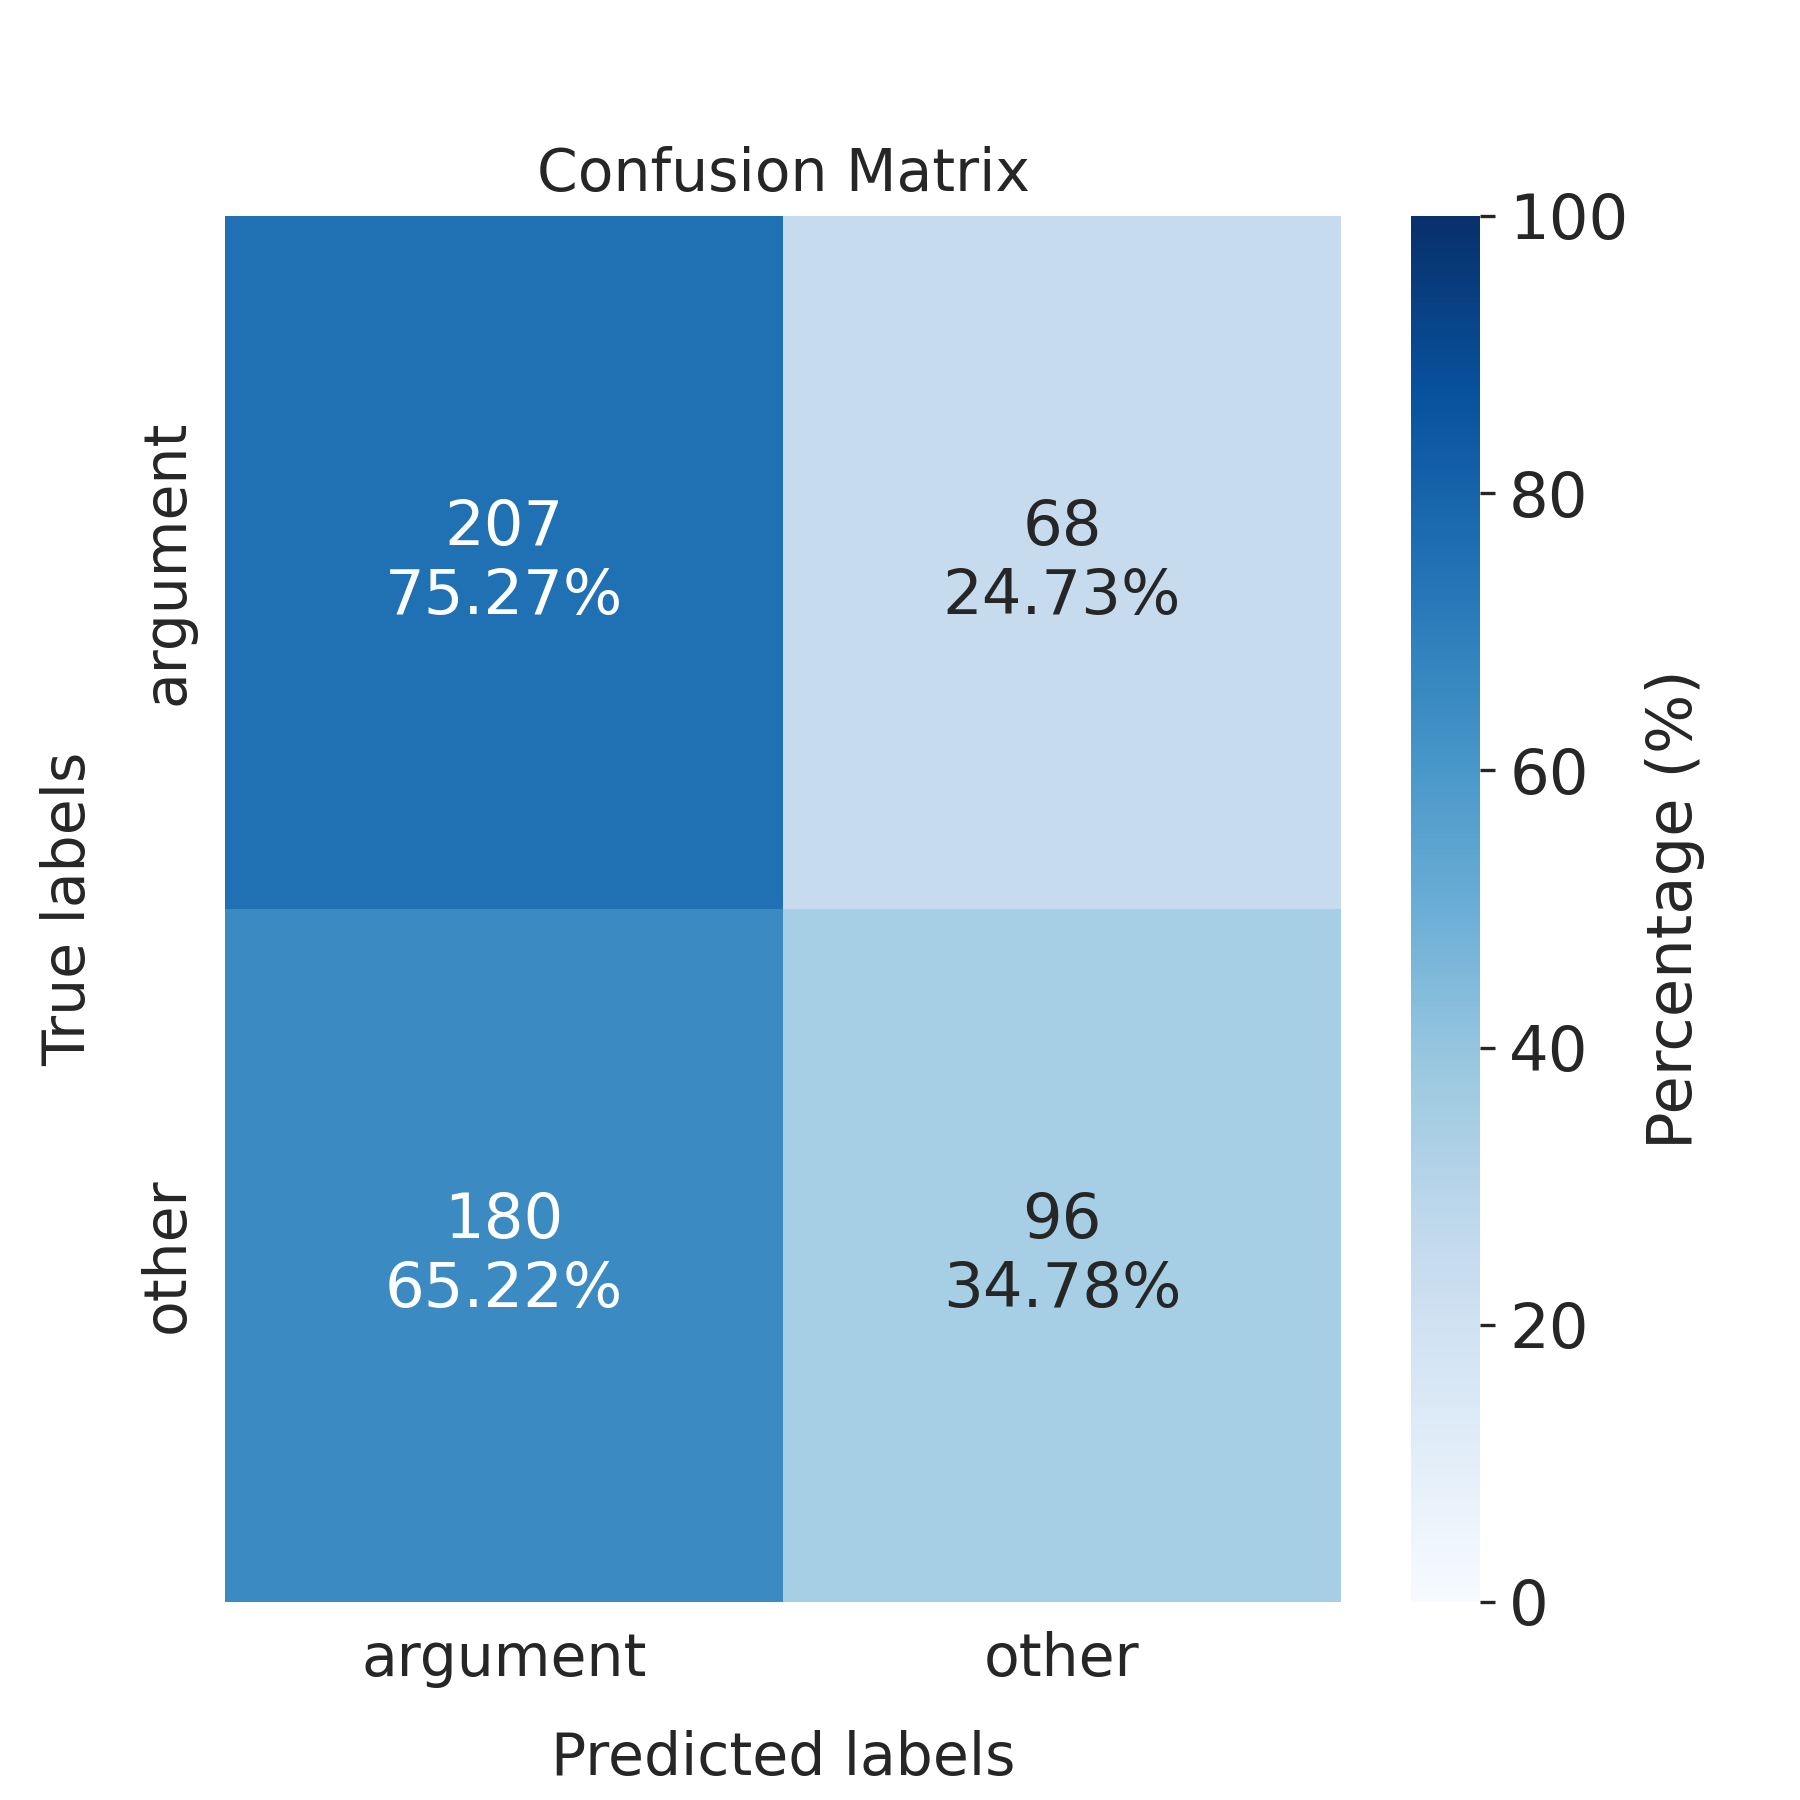 Confusion Matrix
True labels
argument
207
75.27%
68
24.73%
other
180
65.22%
96
34.78%
argument
other
Predicted labels
100
80
60
40
20
0
Percentage (%)